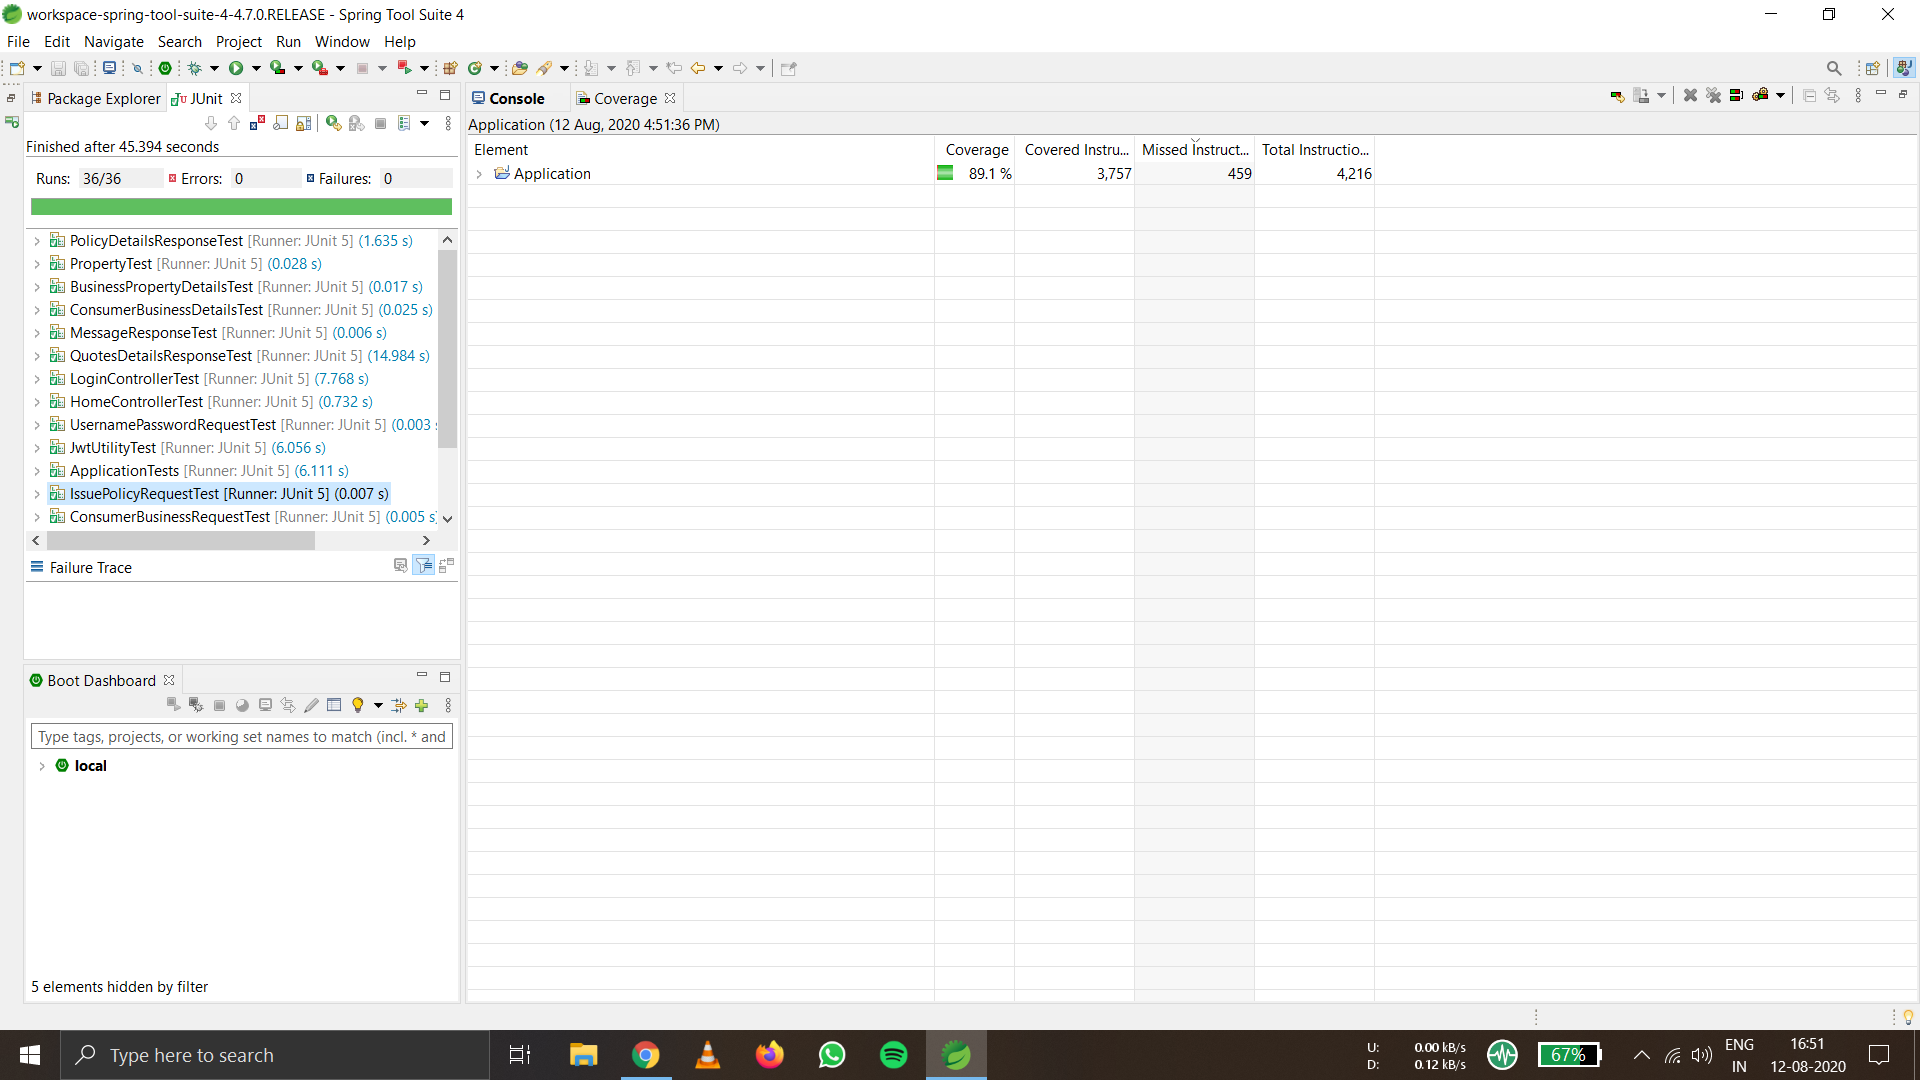 workspace-spring-tool-suite-4-4.7.0.RELEASE - Spring Tool Suite 4
File Edit Navigate Search Project Run Window Help
Package Explorer JUnit
Finished after 45.394 seconds
Runs: 36/36 Errors: 0 Failures: 0
PolicyDetailsResponseTest [Runner: JUnit 5] (1.635 s)
PropertyTest [Runner: JUnit 5] (0.028 s)
BusinessPropertyDetailsTest [Runner: JUnit 5] (0.017 s)
ConsumerBusinessDetailsTest [Runner: JUnit 5] (0.025 s)
MessageResponseTest [Runner: JUnit 5] (0.006 s)
QuotesDetailsResponseTest [Runner: JUnit 5] (14.984 s)
LoginControllerTest [Runner: JUnit 5] (7.768 s)
HomeControllerTest [Runner: JUnit 5] (0.732 s)
UsernamePasswordRequestTest [Runner: JUnit 5] (0.003 s
JwtUtilityTest [Runner: JUnit 5] (6.056 s)
ApplicationTests [Runner: JUnit 5] (6.111 s)
IssuePolicyRequestTest [Runner: JUnit 5] (0.007 s)
ConsumerBusinessRequestTest [Runner: JUnit 5] (0.005 s)
Failure Trace
Boot Dashboard
Type tags, projects, or working set names to match (incl. * and
local
5 elements hidden by filter
Console Coverage
Application (12 Aug, 2020 4:51:36 PM)
Element Coverage Covered Instru... Missed Instruct... Total Instructio...
Application 89.1 % 3,757 459 4,216
Type here to search
U: 0.00 kB/s
D: 0.12 kB/s
67%
ENG
IN
16:51
12-08-2020